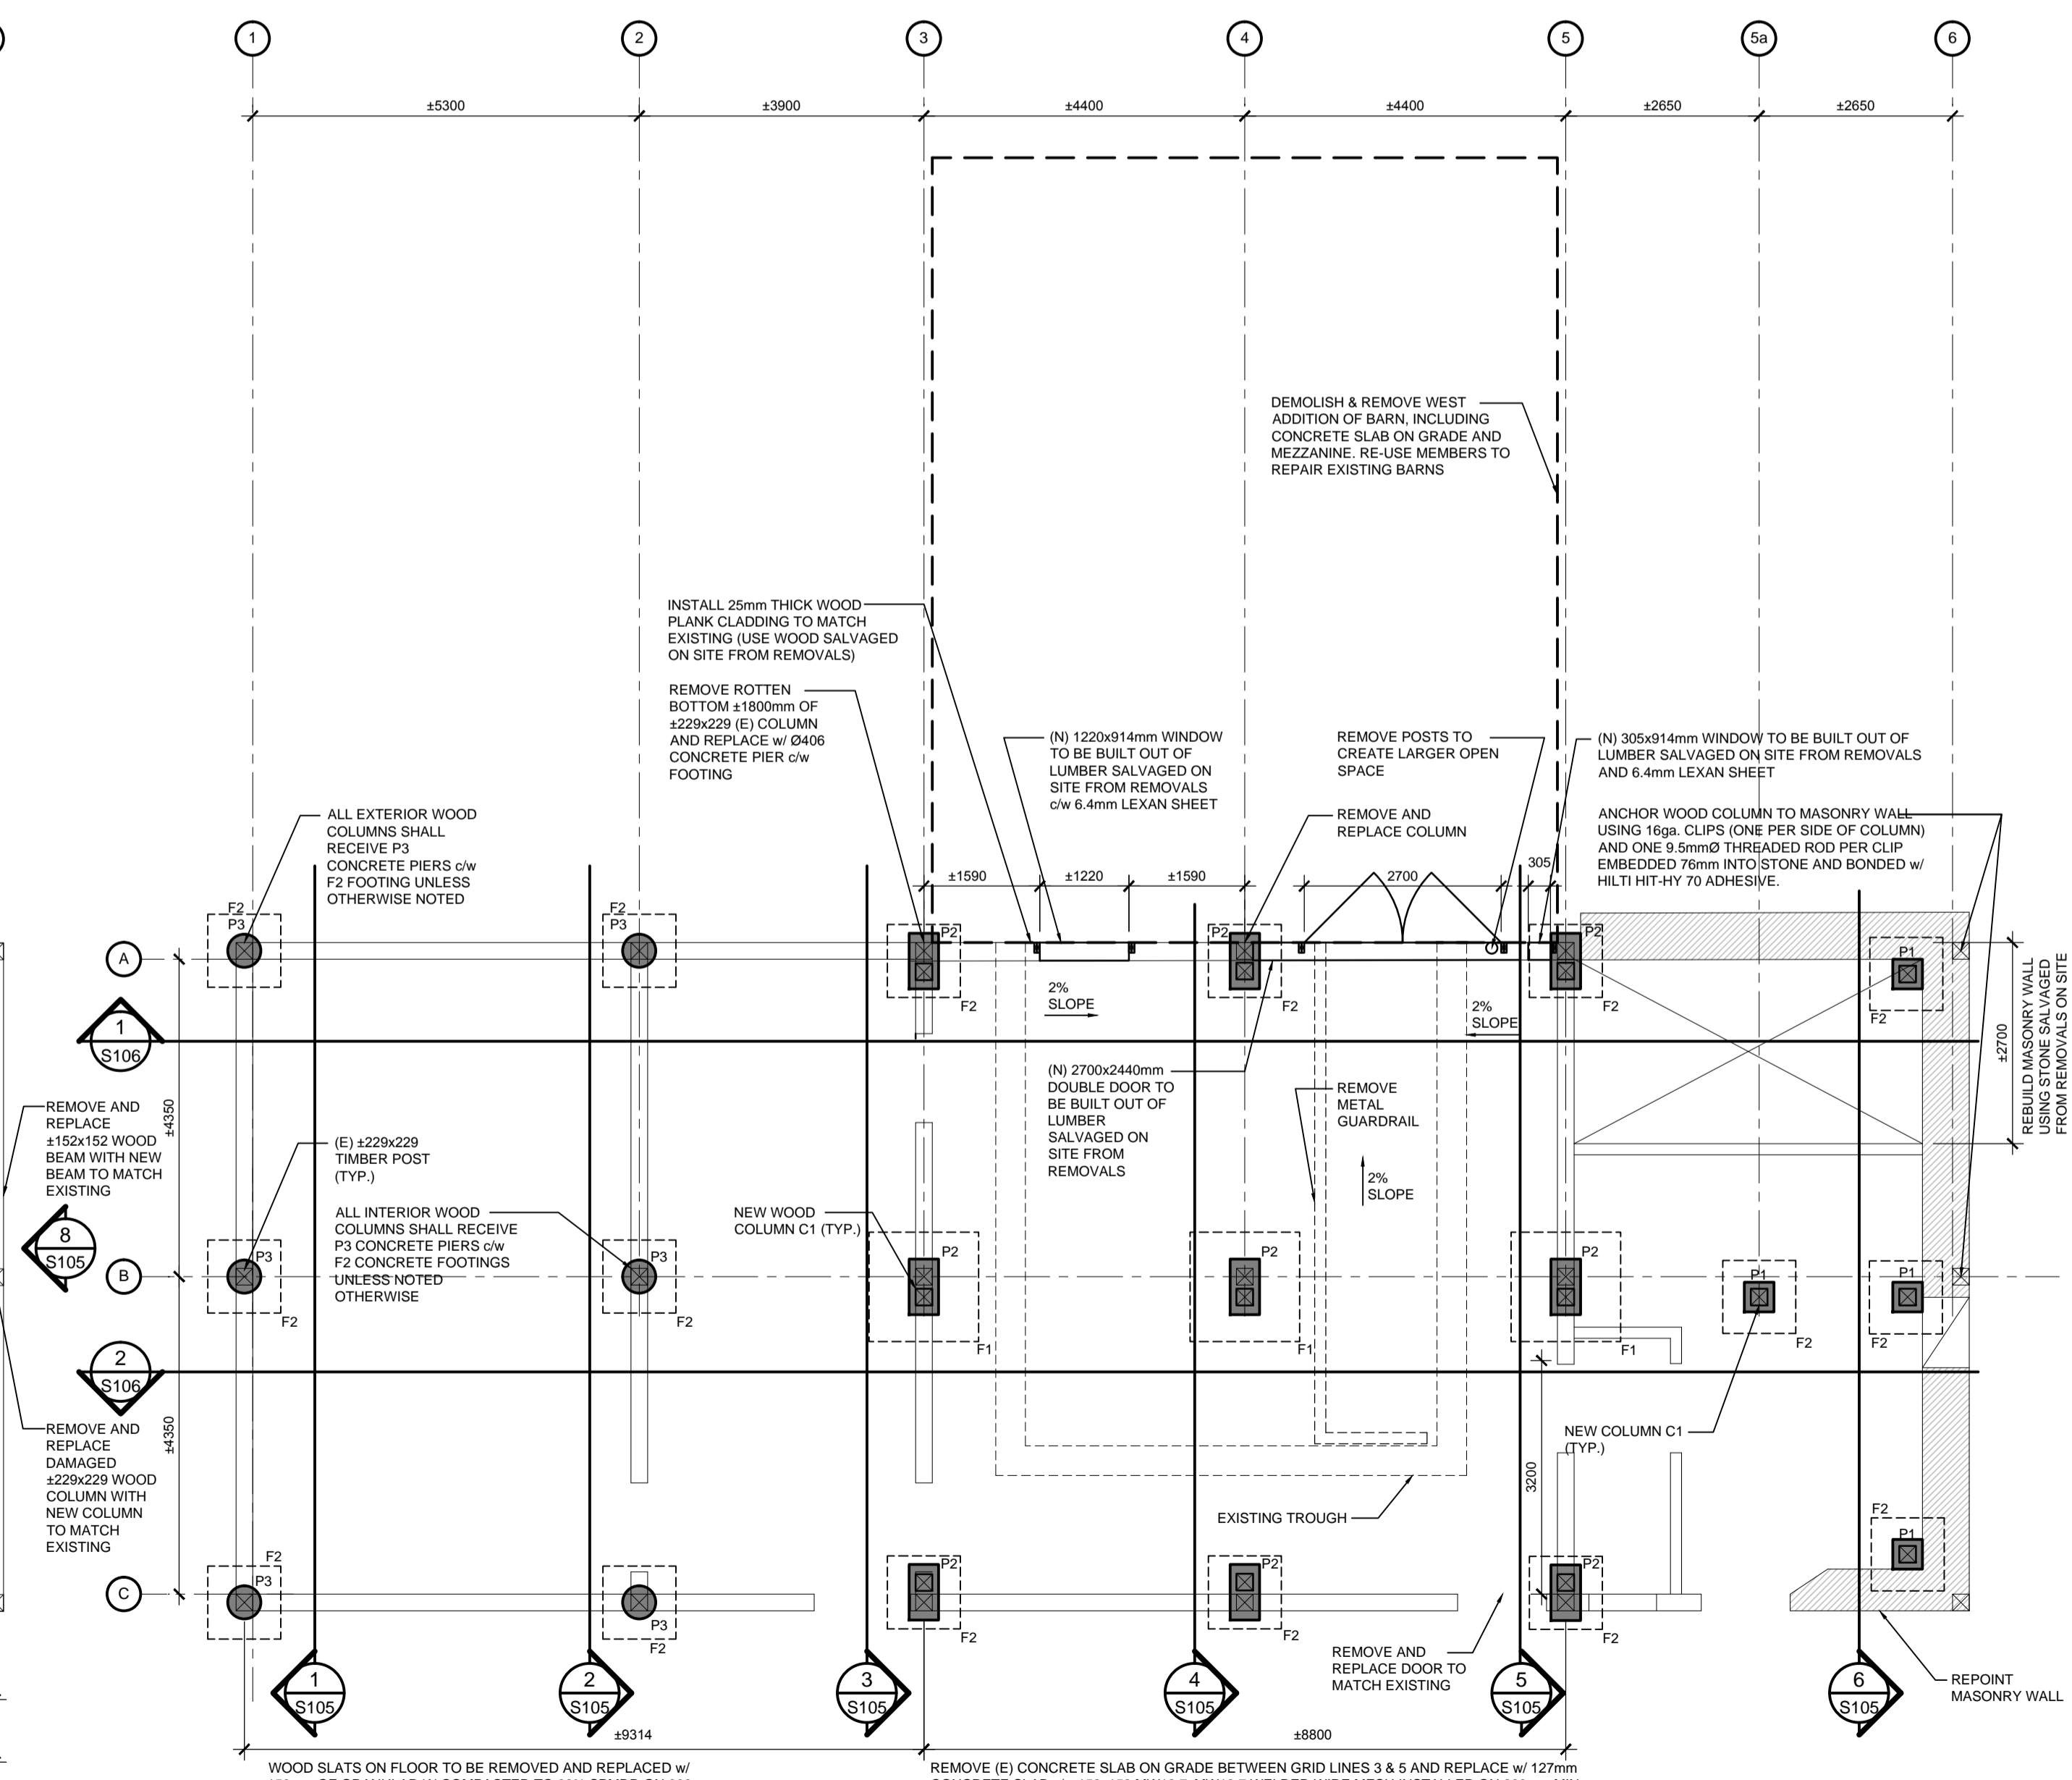 1
2
3
4
5
5a
6
±5300
±3900
±4400
±4400
±2650
±2650
DEMOLISH & REMOVE WEST
ADDITION OF BARN, INCLUDING
CONCRETE SLAB ON GRADE AND
MEZZANINE. RE-USE MEMBERS TO
REPAIR EXISTING BARNS
INSTALL 25mm THICK WOOD
PLANK CLADDING TO MATCH
EXISTING (USE WOOD SALVAGED
ON SITE FROM REMOVALS)
REMOVE ROTTEN
BOTTOM ±1800mm OF
±229x229 (E) COLUMN
AND REPLACE w/ Ø406
CONCRETE PIER c/w
FOOTING
(N) 1220x914mm WINDOW
TO BE BUILT OUT OF
LUMBER SALVAGED ON
SITE FROM REMOVALS
c/w 6.4mm LEXAN SHEET
REMOVE POSTS TO
CREATE LARGER OPEN
SPACE
REMOVE AND
REPLACE COLUMN
(N) 305x914mm WINDOW TO BE BUILT OUT OF
LUMBER SALVAGED ON SITE FROM REMOVALS
AND 6.4mm LEXAN SHEET
ANCHOR WOOD COLUMN TO MASONRY WALL
USING 16ga. CLIPS (ONE PER SIDE OF COLUMN)
AND ONE 9.5mmØ THREADED ROD PER CLIP
EMBEDDED 76mm INTO STONE AND BONDED w/
HILTI HIT-HY 70 ADHESIVE.
ALL EXTERIOR WOOD
COLUMNS SHALL
RECEIVE P3
CONCRETE PIERS c/w
F2 FOOTING UNLESS
OTHERWISE NOTED
±1590
±1220
±1590
2700
305
A
F2
P3
F2
P3
P2
F2
P2
F2
P2
F2
P1
F2
2%
SLOPE
2%
SLOPE
±2700
REBUILD MASONRY WALL
USING STONE SALVAGED
FROM REMOVALS ON SITE
1
S106
(N) 2700x2440mm
DOUBLE DOOR TO
BE BUILT OUT OF
LUMBER
SALVAGED ON
SITE FROM
REMOVALS
REMOVE
METAL
GUARDRAIL
2%
SLOPE
REMOVE AND
REPLACE
±152x152 WOOD
BEAM WITH NEW
BEAM TO MATCH
EXISTING
±4350
(E) ±229x229
TIMBER POST
(TYP.)
ALL INTERIOR WOOD
COLUMNS SHALL RECEIVE
P3 CONCRETE PIERS c/w
F2 CONCRETE FOOTINGS
UNLESS NOTED
OTHERWISE
NEW WOOD
COLUMN C1 (TYP.)
8
S105
B
P3
F2
P3
F2
P2
F1
P2
F1
P2
F1
P1
F2
P1
F2
2
S106
±4350
REMOVE AND
REPLACE
DAMAGED
±229x229 WOOD
COLUMN WITH
NEW COLUMN
TO MATCH
EXISTING
NEW COLUMN C1
(TYP.)
3200
EXISTING TROUGH
C
F2
P3
P3
F2
P2
F2
P2
F2
P2
F2
F2
P1
REMOVE AND
REPLACE DOOR TO
MATCH EXISTING
REPOINT
MASONRY WALL
1
S105
2
S105
3
S105
4
S105
5
S105
6
S105
±9314
±8800
WOOD SLATS ON FLOOR TO BE REMOVED AND REPLACED w/
REMOVE (E) CONCRETE SLAB ON GRADE BETWEEN GRID LINES 3 & 5 AND REPLACE w/ 127mm